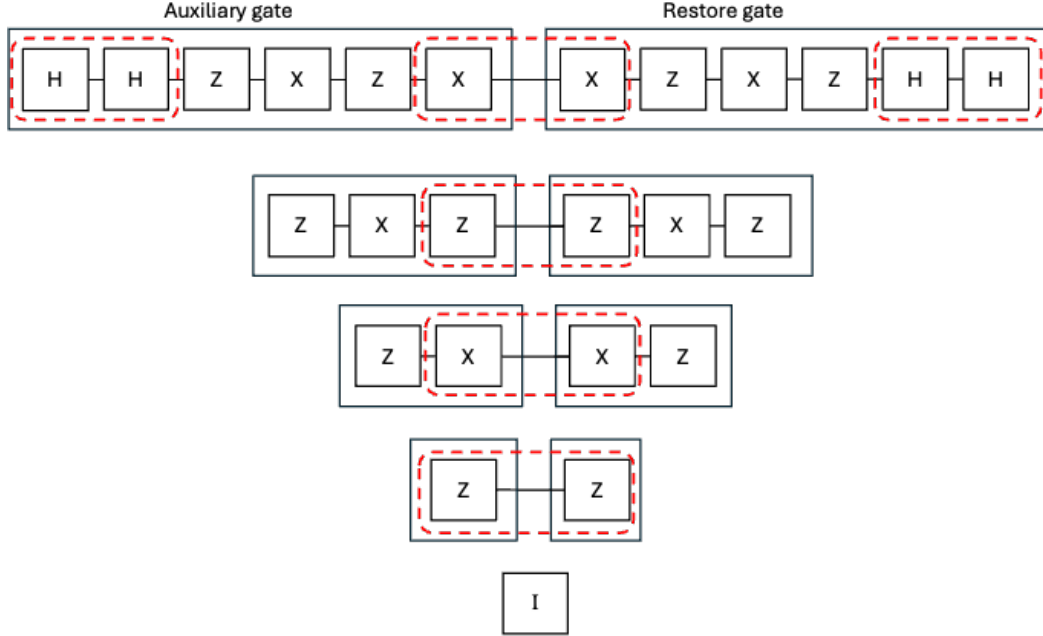 Auxiliary gate Restore gate
H H Z X Z X X Z X Z H H
Z X Z Z X Z
Z X X Z
Z Z
I